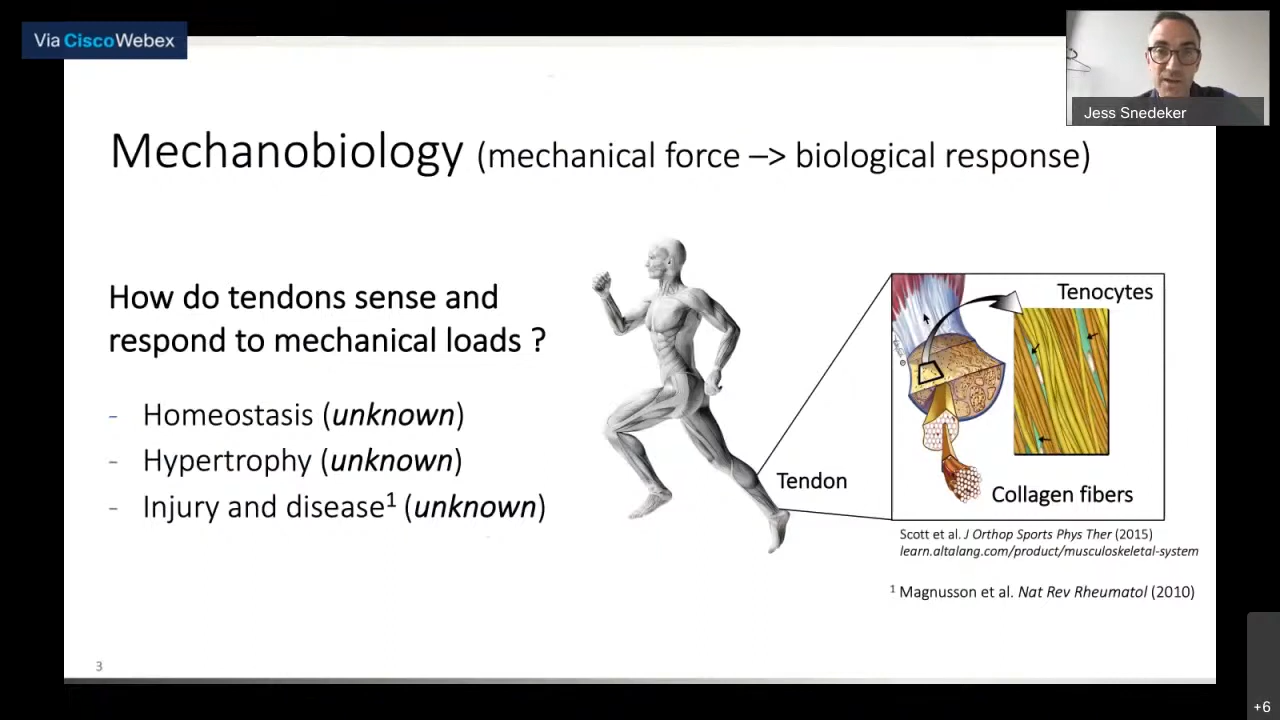 Via CiscoWebex
Jess Snedeker
Mechanobiology (mechanical force –> biological response)
How do tendons sense and
respond to mechanical loads ?
- Homeostasis (unknown)
- Hypertrophy (unknown)
- Injury and disease¹ (unknown)
Tendon
Tenocytes
Collagen fibers
Scott et al. J Orthop Sports Phys Ther (2015)
learn.altalang.com/product/musculoskeletal-system
¹ Magnusson et al. Nat Rev Rheumatol (2010)
3
+6